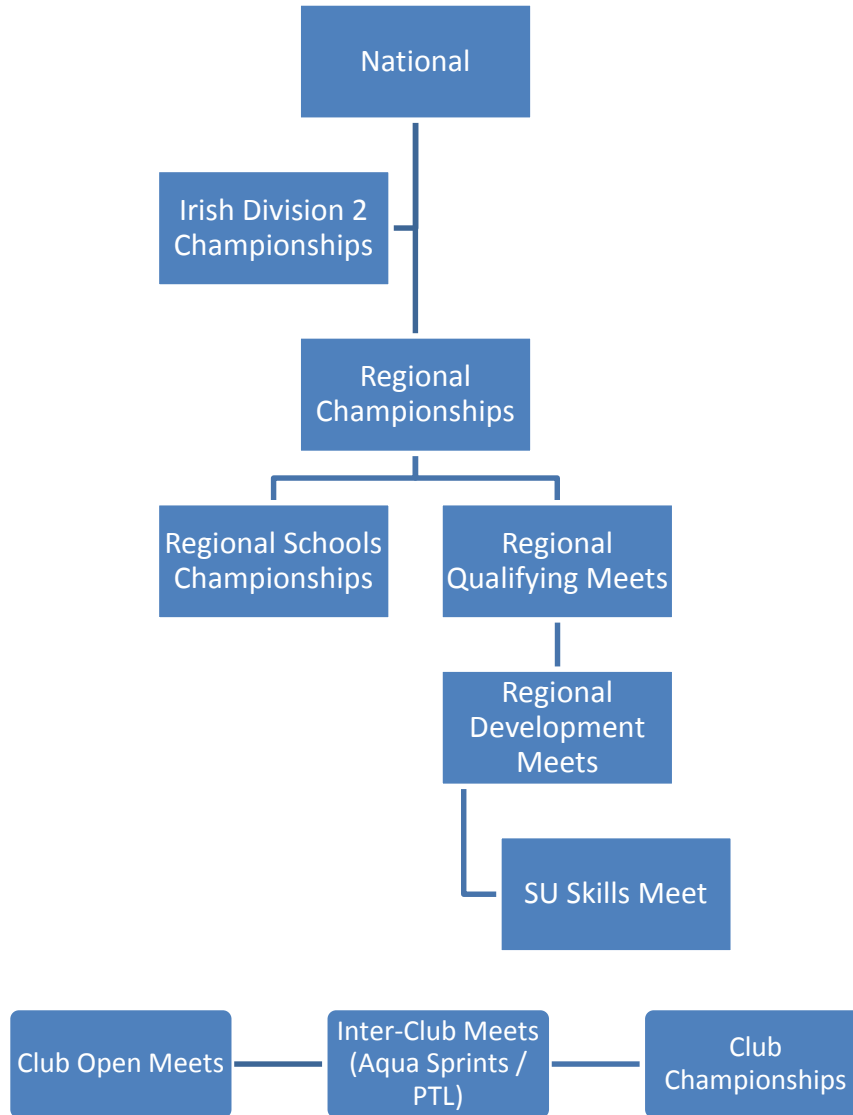 National
Irish Division 2
Championships
Regional
Championships
Regional Schools
Championships
Regional
Qualifying Meets
Regional
Development
Meets
SU Skills Meet
Club Open Meets
Inter-Club Meets
(Aqua Sprints /
PTL)
Club
Championships